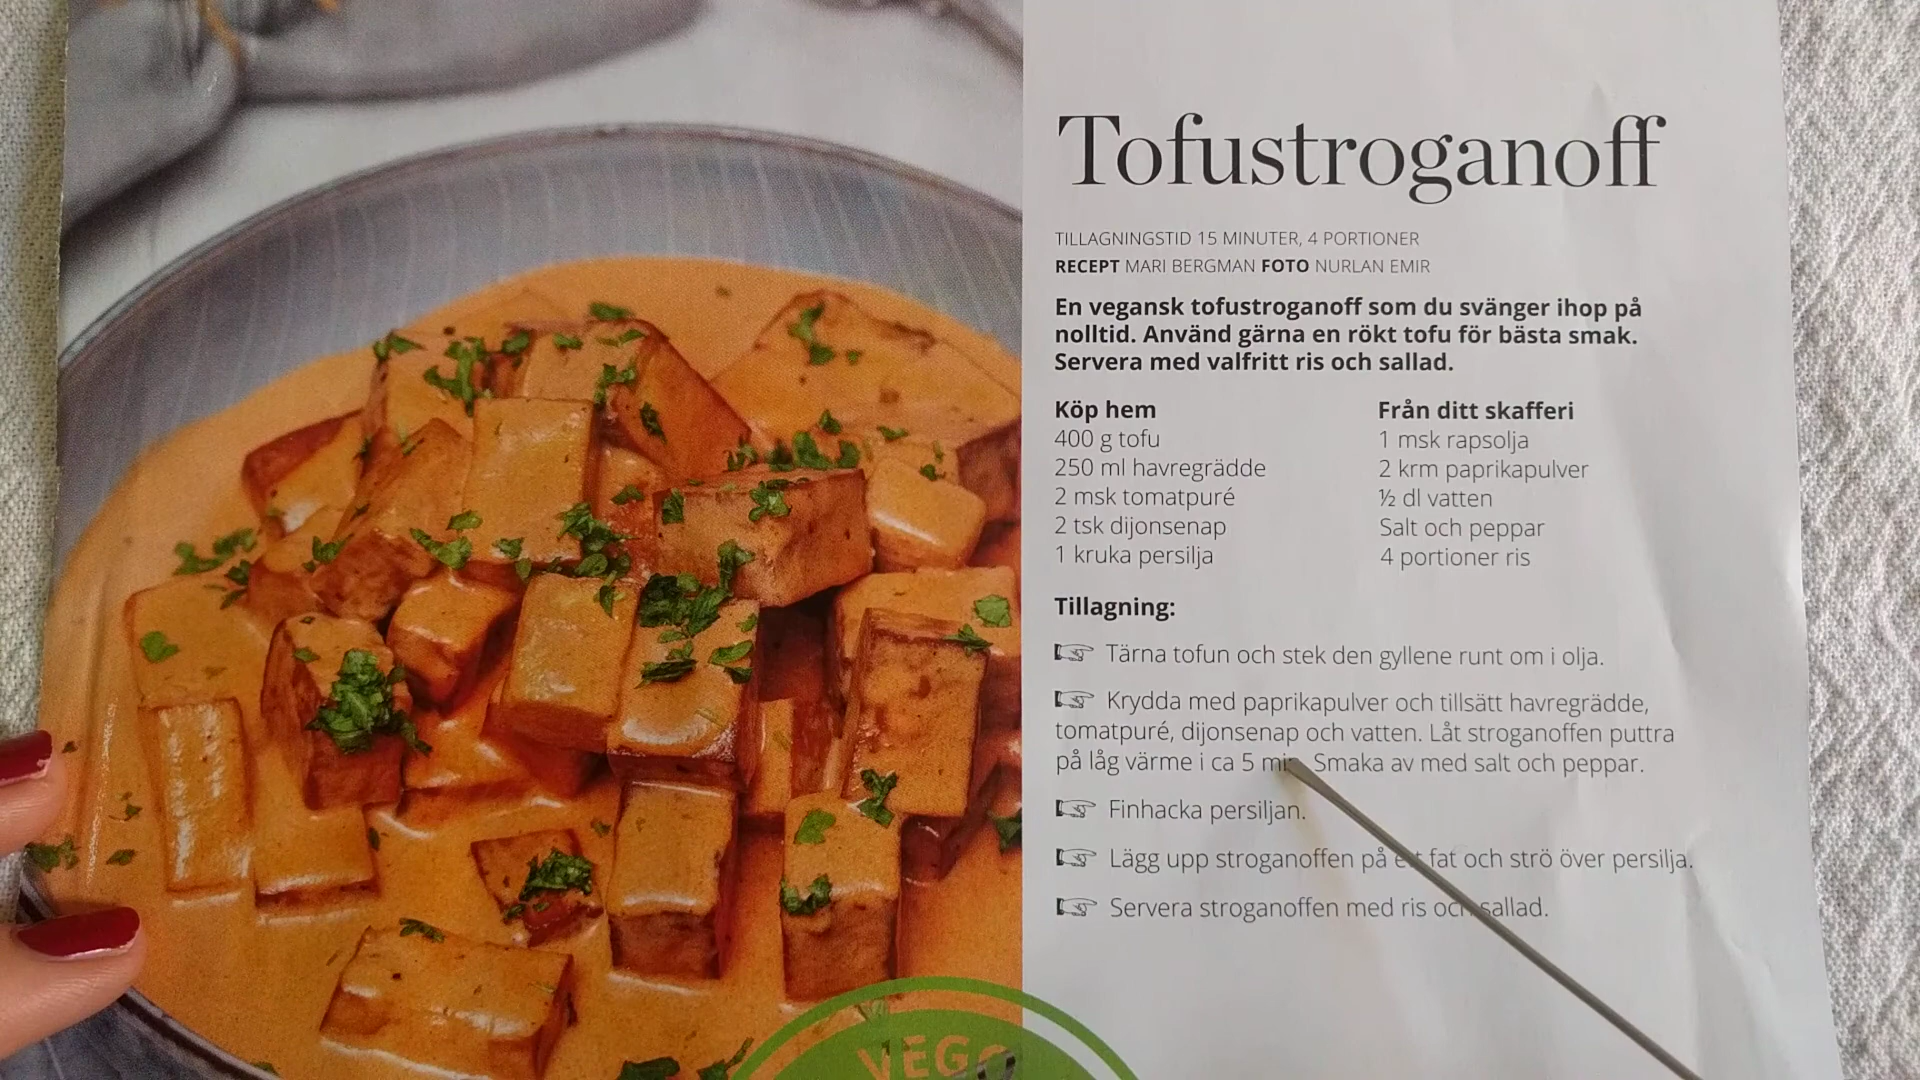 Tofustroganoff
TILLAGNINGSTID 15 MINUTER, 4 PORTIONER
RECEPT MARI BERGMAN FOTO NURLAN EMIR
En vegansk tofustroganoff som du svänger ihop på
nolltid. Använd gärna en rökt tofu för bästa smak.
Servera med valfritt ris och sallad.
Köp hem
400 g tofu
250 ml havregrädde
2 msk tomatpuré
2 tsk dijonsenap
1 kruka persilja
Från ditt skafferi
1 msk rapsolja
2 krm paprikapulver
½ dl vatten
Salt och peppar
4 portioner ris
Tillagning:
Tärna tofun och stek den gyllene runt om i olja.
Krydda med paprikapulver och tillsätt havregrädde,
tomatpuré, dijonsenap och vatten. Låt stroganoffen puttra
på låg värme i ca 5 min. Smaka av med salt och peppar.
Finhacka persiljan.
Lägg upp stroganoffen på ett fat och strö över persilja.
Servera stroganoffen med ris och sallad.
VEGO